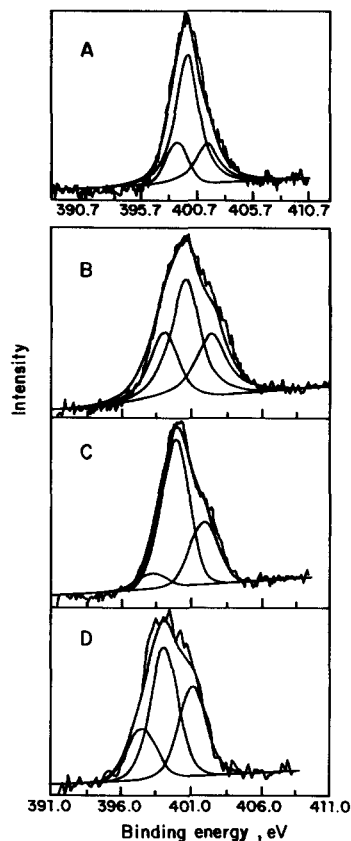 A
390.7 395.7 400.7 405.7 410.7
B
Intensity
C
D
391.0 396.0 401.0 406.0 411.0
Binding energy , eV